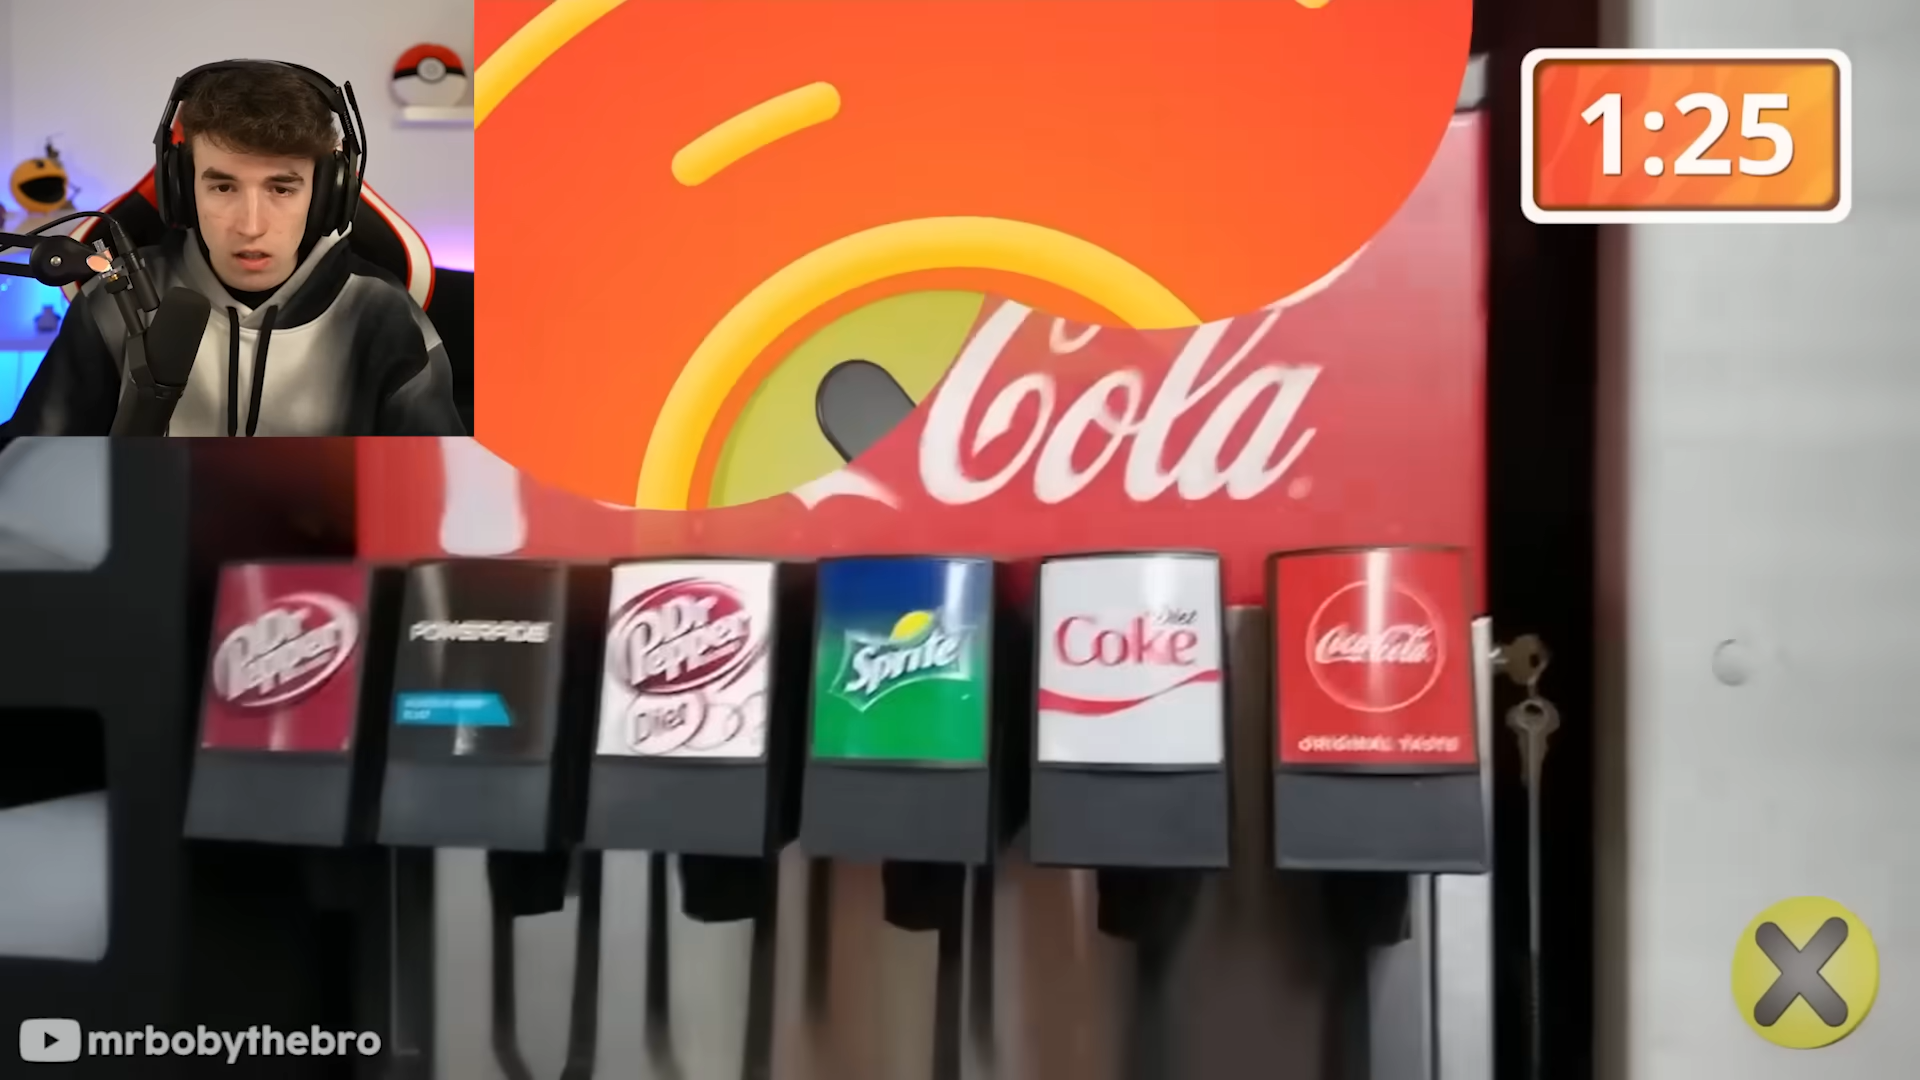 1:25
Cola
Dr Pepper
POWERADE
Dr Pepper
Diet
Sprite
Diet
Coke
Coca-Cola
ORIGINAL TASTE
X
mrbobythebro